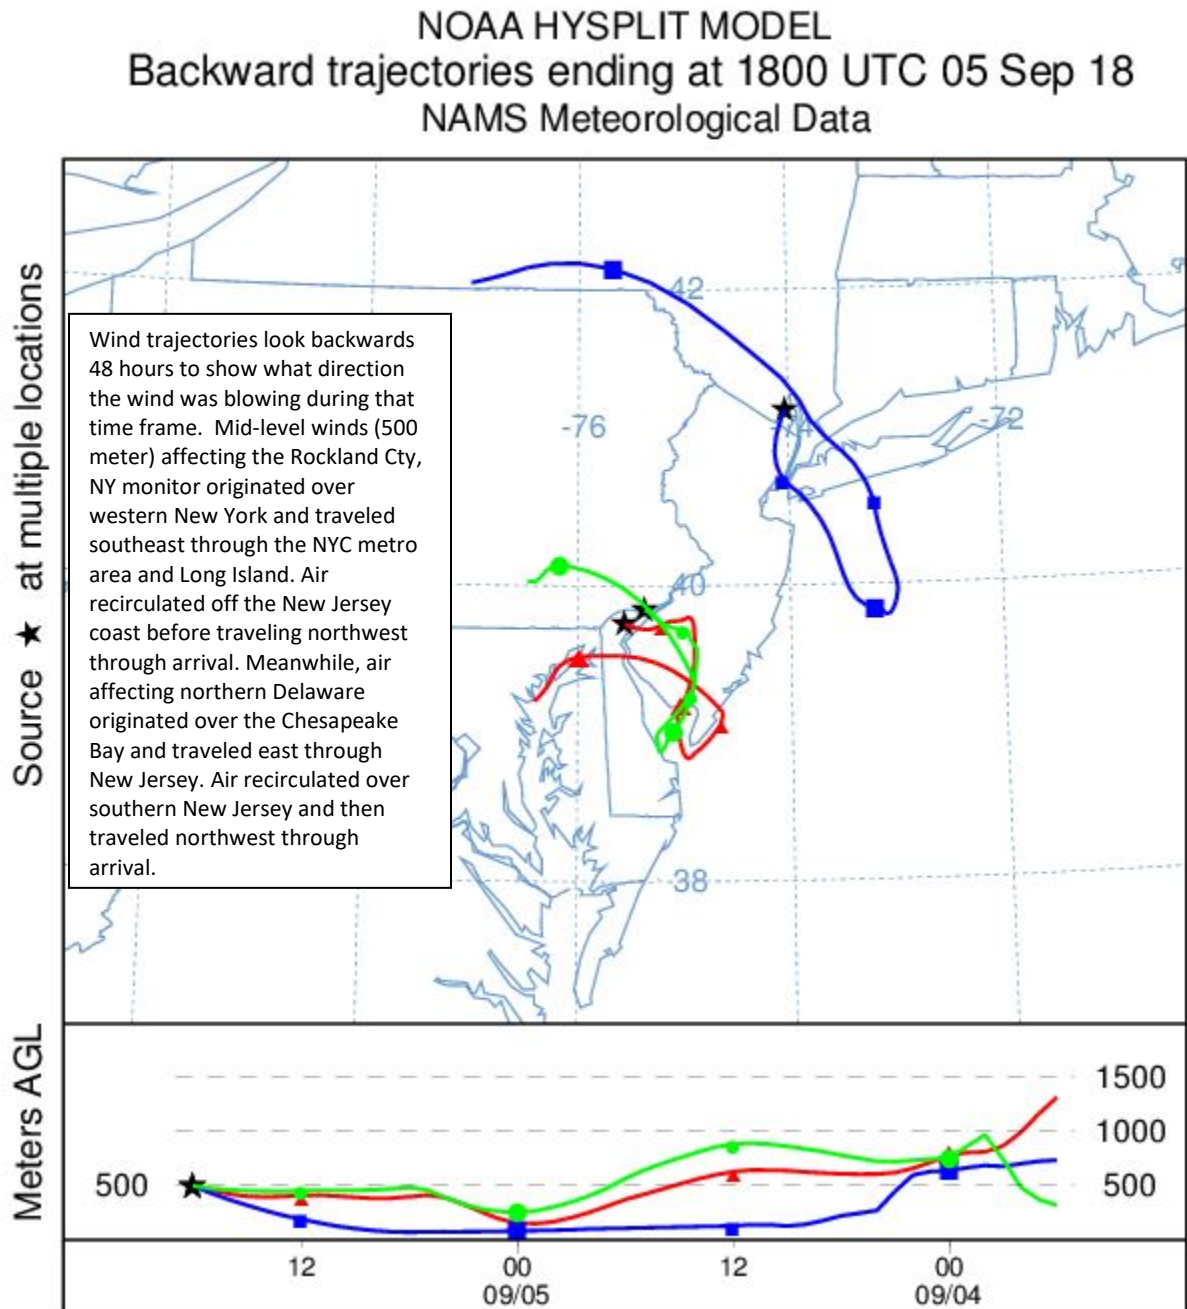 NOAA HYSPLIT MODEL
Backward trajectories ending at 1800 UTC 05 Sep 18
NAMS Meteorological Data
Source ★ at multiple locations
42
-76
-72
40
38
Wind trajectories look backwards
48 hours to show what direction
the wind was blowing during that
time frame. Mid-level winds (500
meter) affecting the Rockland Cty,
NY monitor originated over
western New York and traveled
southeast through the NYC metro
area and Long Island. Air
recirculated off the New Jersey
coast before traveling northwest
through arrival. Meanwhile, air
affecting northern Delaware
originated over the Chesapeake
Bay and traveled east through
New Jersey. Air recirculated over
southern New Jersey and then
traveled northwest through
arrival.
Meters AGL
1500
1000
500
500
12
00
12
00
09/05
09/04